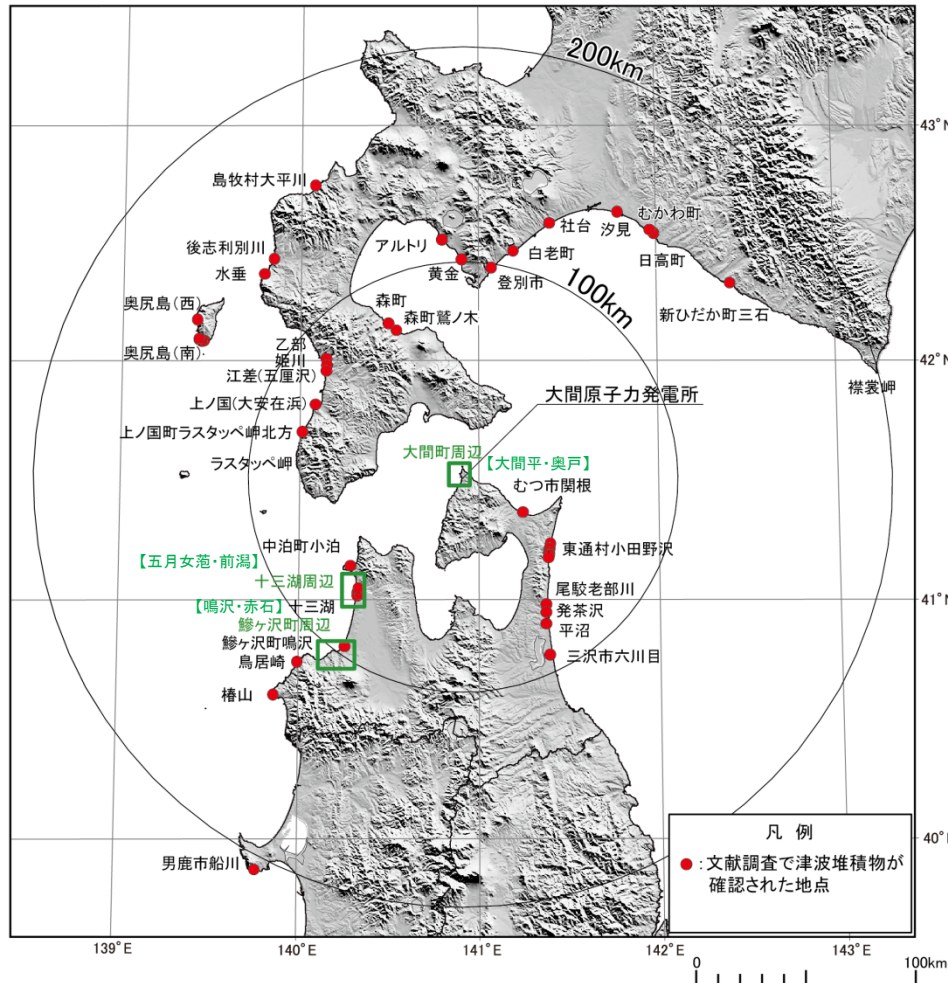 200km
43°N
島牧村大平川
むかわ町
社台
汐見
後志利別川
アルトリ
白老町
日高町
水垂
黄金
登別市
100km
奥尻島(西)
森町
新ひだか町三石
森町鷲ノ木
奥尻島(南)
乙部
42°N
姫川
江差(五厘沢)
襟裳岬
大間原子力発電所
上ノ国(大安在浜)
上ノ国町ラスタッペ岬北方
大間町周辺
【大間平・奥戸】
ラスタッペ岬
むつ市関根
中泊町小泊
東通村小田野沢
【五月女萢・前潟】
十三湖周辺
尾駮老部川
【鳴沢・赤石】
十三湖
発茶沢
41°N
鰺ヶ沢町周辺
平沼
鰺ヶ沢町鳴沢
鳥居崎
三沢市六川目
椿山
凡 例
40°N
男鹿市船川
:文献調査で津波堆積物が
確認された地点
139°E
140°E
141°E
142°E
143°E
0
100km